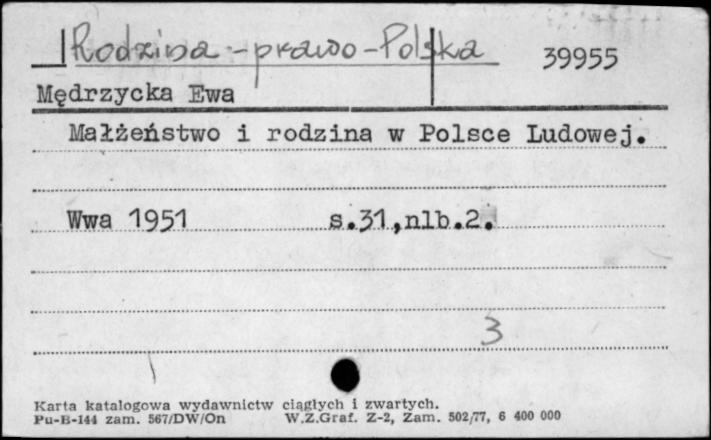 Rodzina - prawo - Polska 39955
Mędrzycka Ewa
Małżeństwo i rodzina w Polsce Ludowej.
Wwa 1951 s.31,nlb.2.
3
Karta katalogowa wydawnictw ciągłych i zwartych.
Pu-B-144 zam. 567/DW/On W.Z.Graf. Z-2, Zam. 502/77, 6 400 000